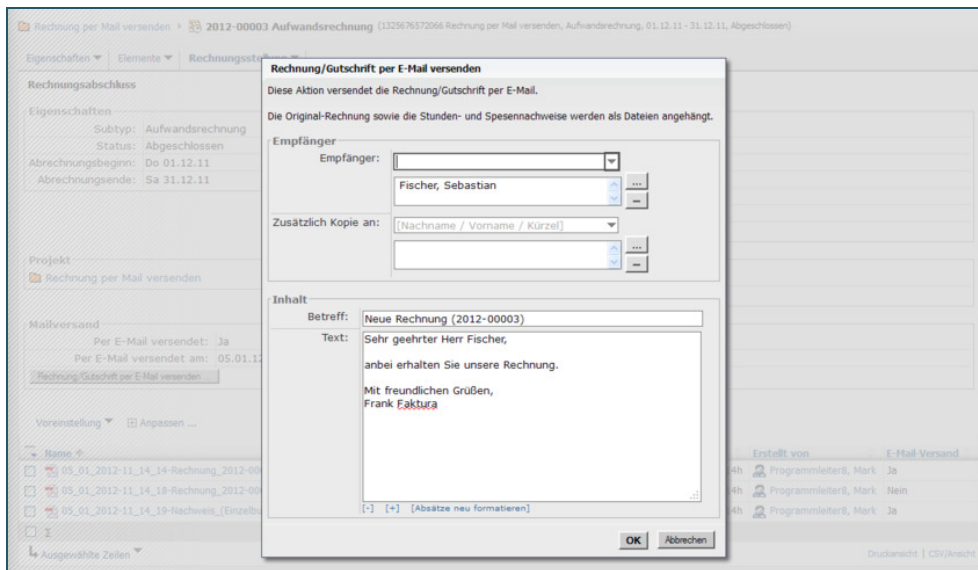 Rechnung per Mail versenden 2012-00003 Aufwandsrechnung (1325676572066 Rechnung per Mail versenden, Aufwandsrechnung, 01.12.11 - 31.12.11, Abgeschlossen)
Eigenschaften Elemente Rechnungsstellung
Rechnungsabschluss
Eigenschaften
Subtyp: Aufwandsrechnung
Status: Abgeschlossen
Abrechnungsbeginn: Do 01.12.11
Abrechnungsende: Sa 31.12.11
Projekt
Rechnung per Mail versenden
Mailversand
Per E-Mail versendet: Ja
Per E-Mail versendet am: 05.01.12
Rechnung/Gutschrift per E-Mail versenden ...
Voreinstellung Anpassen ...
Name Erstellt von E-Mail-Versand
05_01_2012-11_14_14-Rechnung_2012-00 4h Programmleiter8, Mark Ja
05_01_2012-11_14_18-Rechnung_2012-00 4h Programmleiter8, Mark Nein
05_01_2012-11_14_19-Nachweis_(Einzelbu 4h Programmleiter8, Mark Ja
Σ
Ausgewählte Zeilen Druckansicht | CSV/Ansicht
Rechnung/Gutschrift per E-Mail versenden
Diese Aktion versendet die Rechnung/Gutschrift per E-Mail.
Die Original-Rechnung sowie die Stunden- und Spesennachweise werden als Dateien angehängt.
Empfänger
Empfänger:
...
Fischer, Sebastian
–
Zusätzlich Kopie an: [Nachname / Vorname / Kürzel]
...
–
Inhalt
Betreff: Neue Rechnung (2012-00003)
Text: Sehr geehrter Herr Fischer,
anbei erhalten Sie unsere Rechnung.
Mit freundlichen Grüßen,
Frank Faktura
[-] [+] [Absätze neu formatieren]
OK Abbrechen